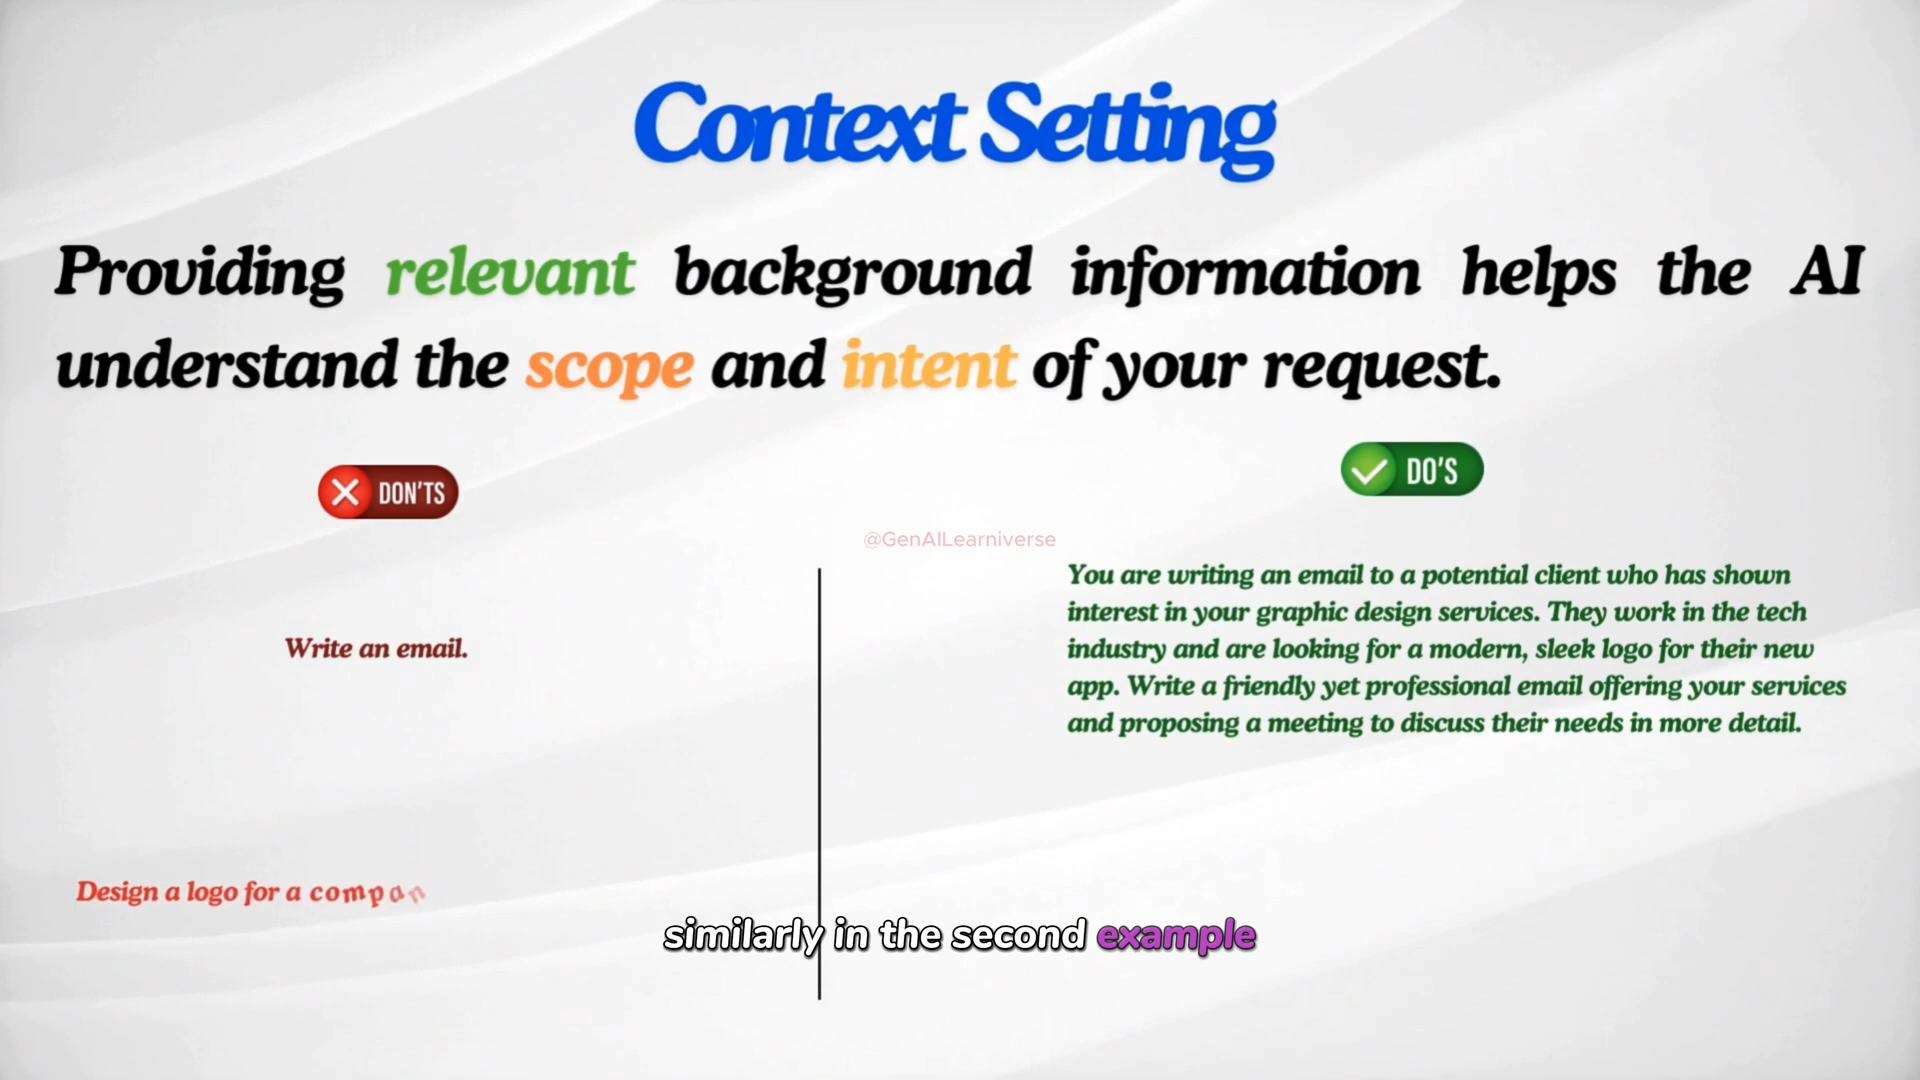 Context Setting
Providing relevant background information helps the AI
understand the scope and intent of your request.
DON'TS
DO'S
@GenAILearniverse
Write an email.
You are writing an email to a potential client who has shown
interest in your graphic design services. They work in the tech
industry and are looking for a modern, sleek logo for their new
app. Write a friendly yet professional email offering your services
and proposing a meeting to discuss their needs in more detail.
Design a logo for a compan
similarly in the second example